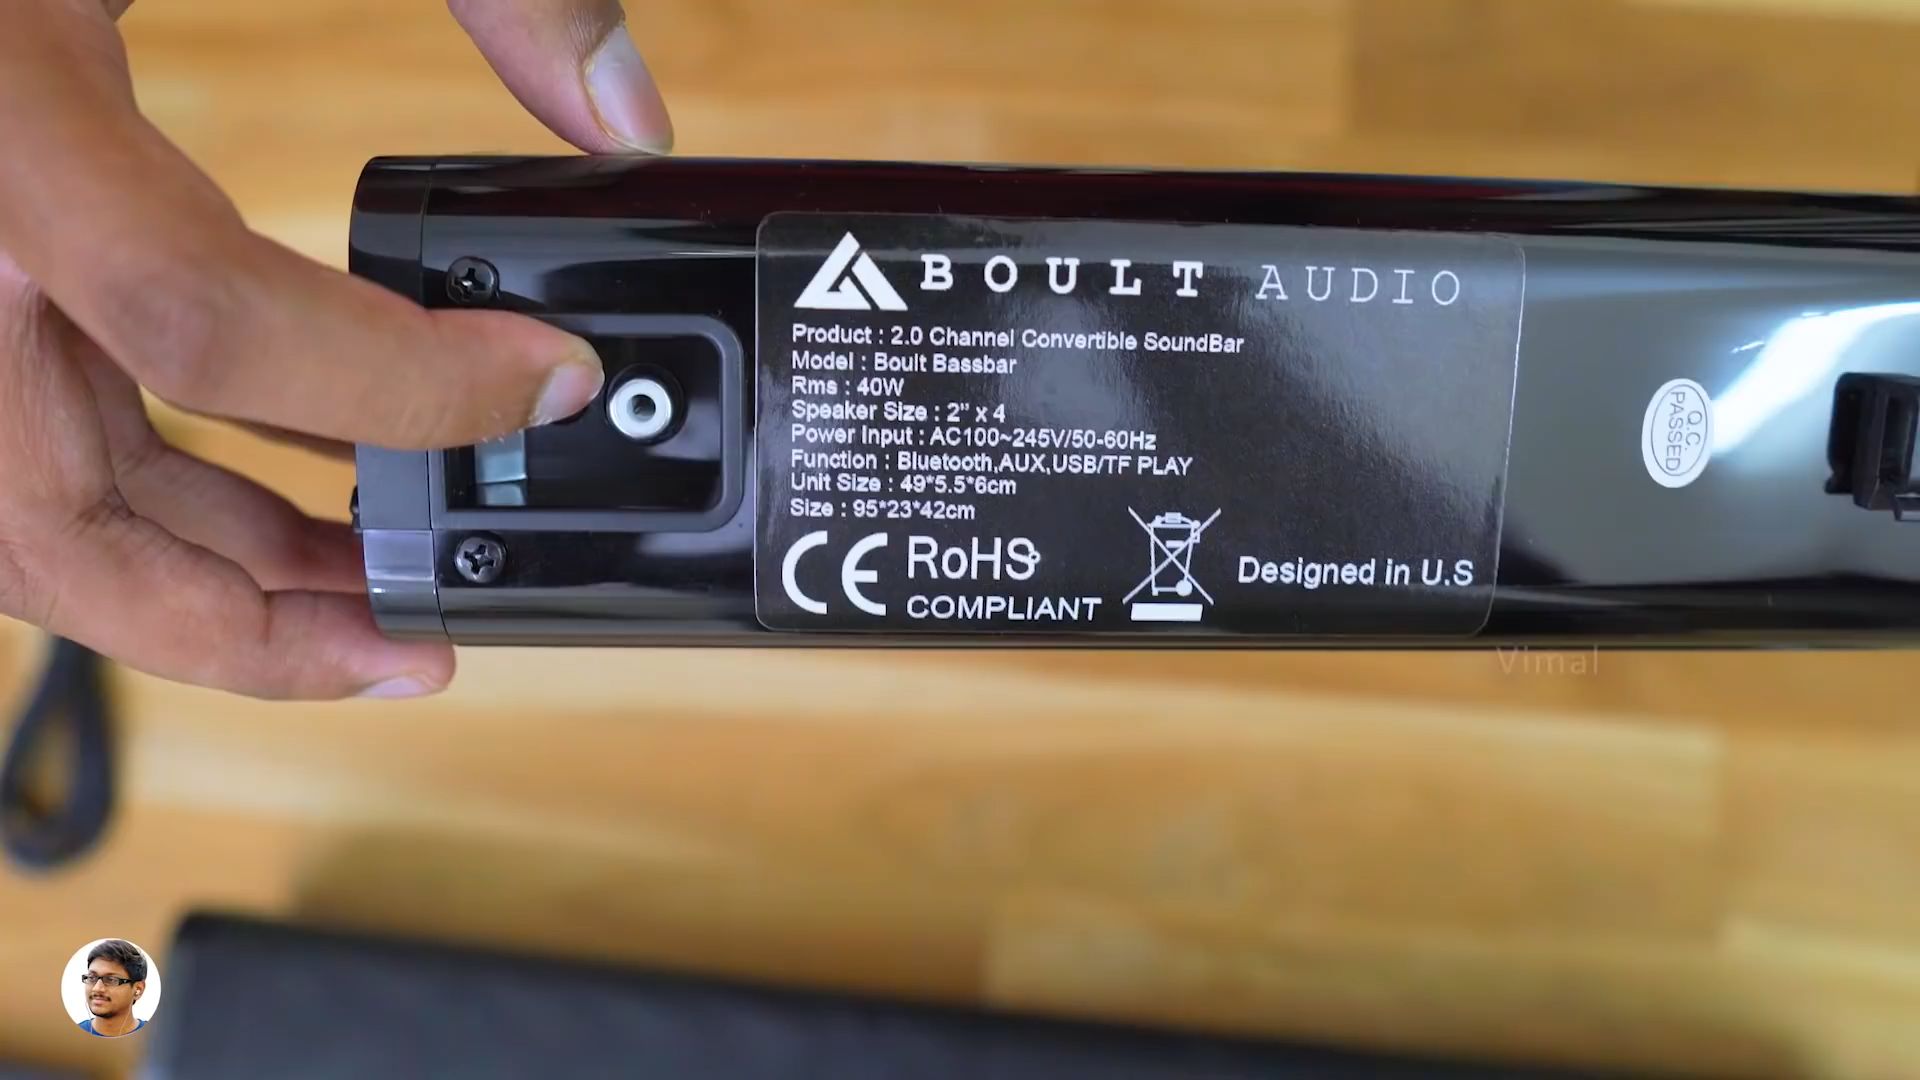 BOULT AUDIO
Product : 2.0 Channel Convertible SoundBar
Model : Boult Bassbar
Rms : 40W
Speaker Size : 2” x 4
Power Input : AC100~245V/50-60Hz
Function : Bluetooth,AUX,USB/TF PLAY
Unit Size : 49*5.5*6cm
Size : 95*23*42cm
CE RoHS
COMPLIANT
Designed in U.S
Q.C.
PASSED
Vimal